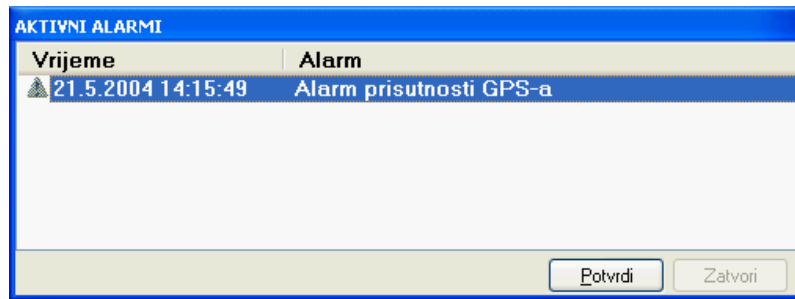 AKTIVNI ALARMI
Vrijeme Alarm
21.5.2004 14:15:49 Alarm prisutnosti GPS-a
Potvrdi Zatvori